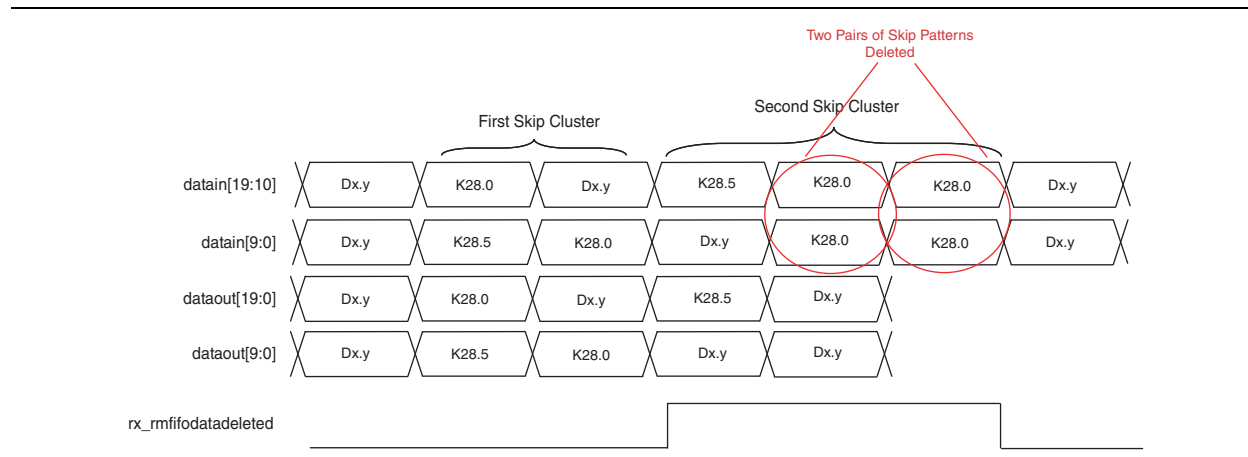 Two Pairs of Skip Patterns
Deleted
Second Skip Cluster
First Skip Cluster
datain[19:10] Dx.y K28.0 Dx.y K28.5 K28.0 K28.0 Dx.y
datain[9:0] Dx.y K28.5 K28.0 Dx.y K28.0 K28.0 Dx.y
dataout[19:0] Dx.y K28.0 Dx.y K28.5 Dx.y
dataout[9:0] Dx.y K28.5 K28.0 Dx.y Dx.y
rx_rmfifodatadeleted